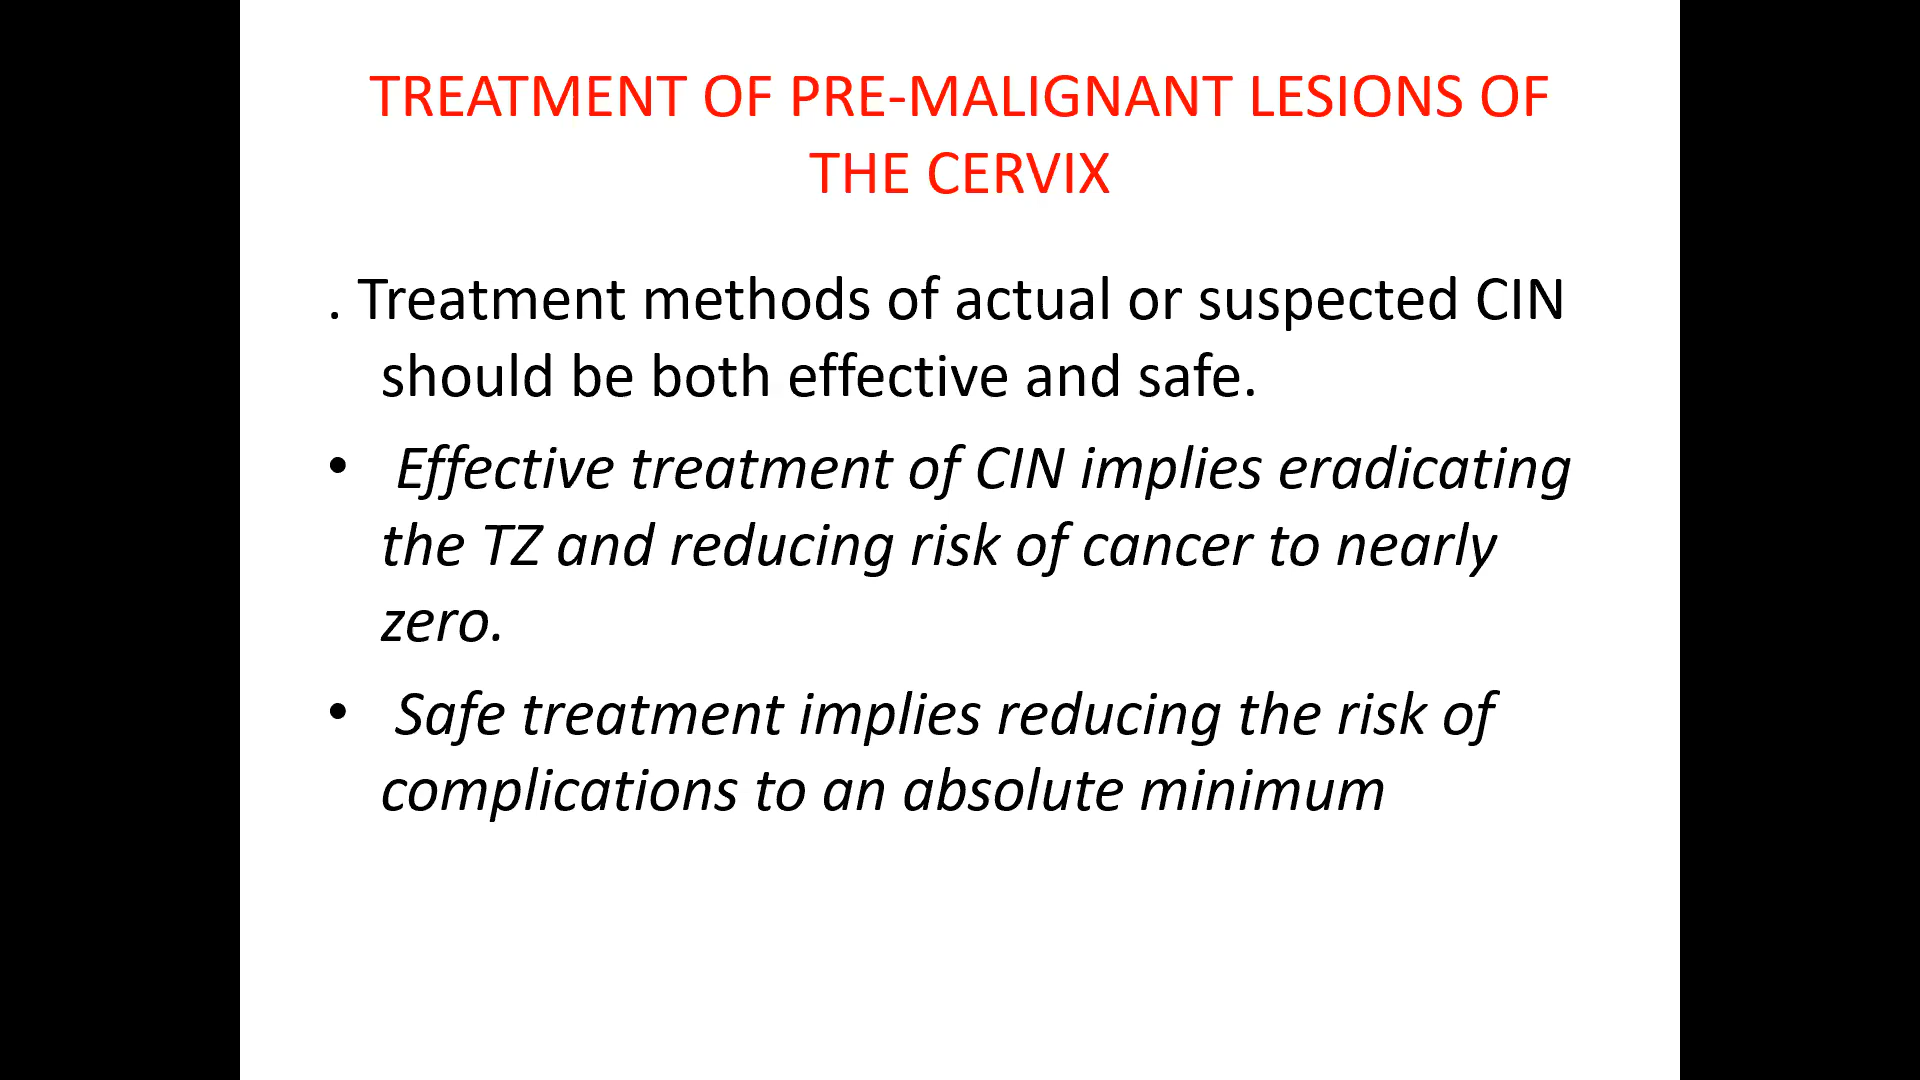 TREATMENT OF PRE-MALIGNANT LESIONS OF
THE CERVIX
. Treatment methods of actual or suspected CIN
should be both effective and safe.
• Effective treatment of CIN implies eradicating
the TZ and reducing risk of cancer to nearly
zero.
• Safe treatment implies reducing the risk of
complications to an absolute minimum